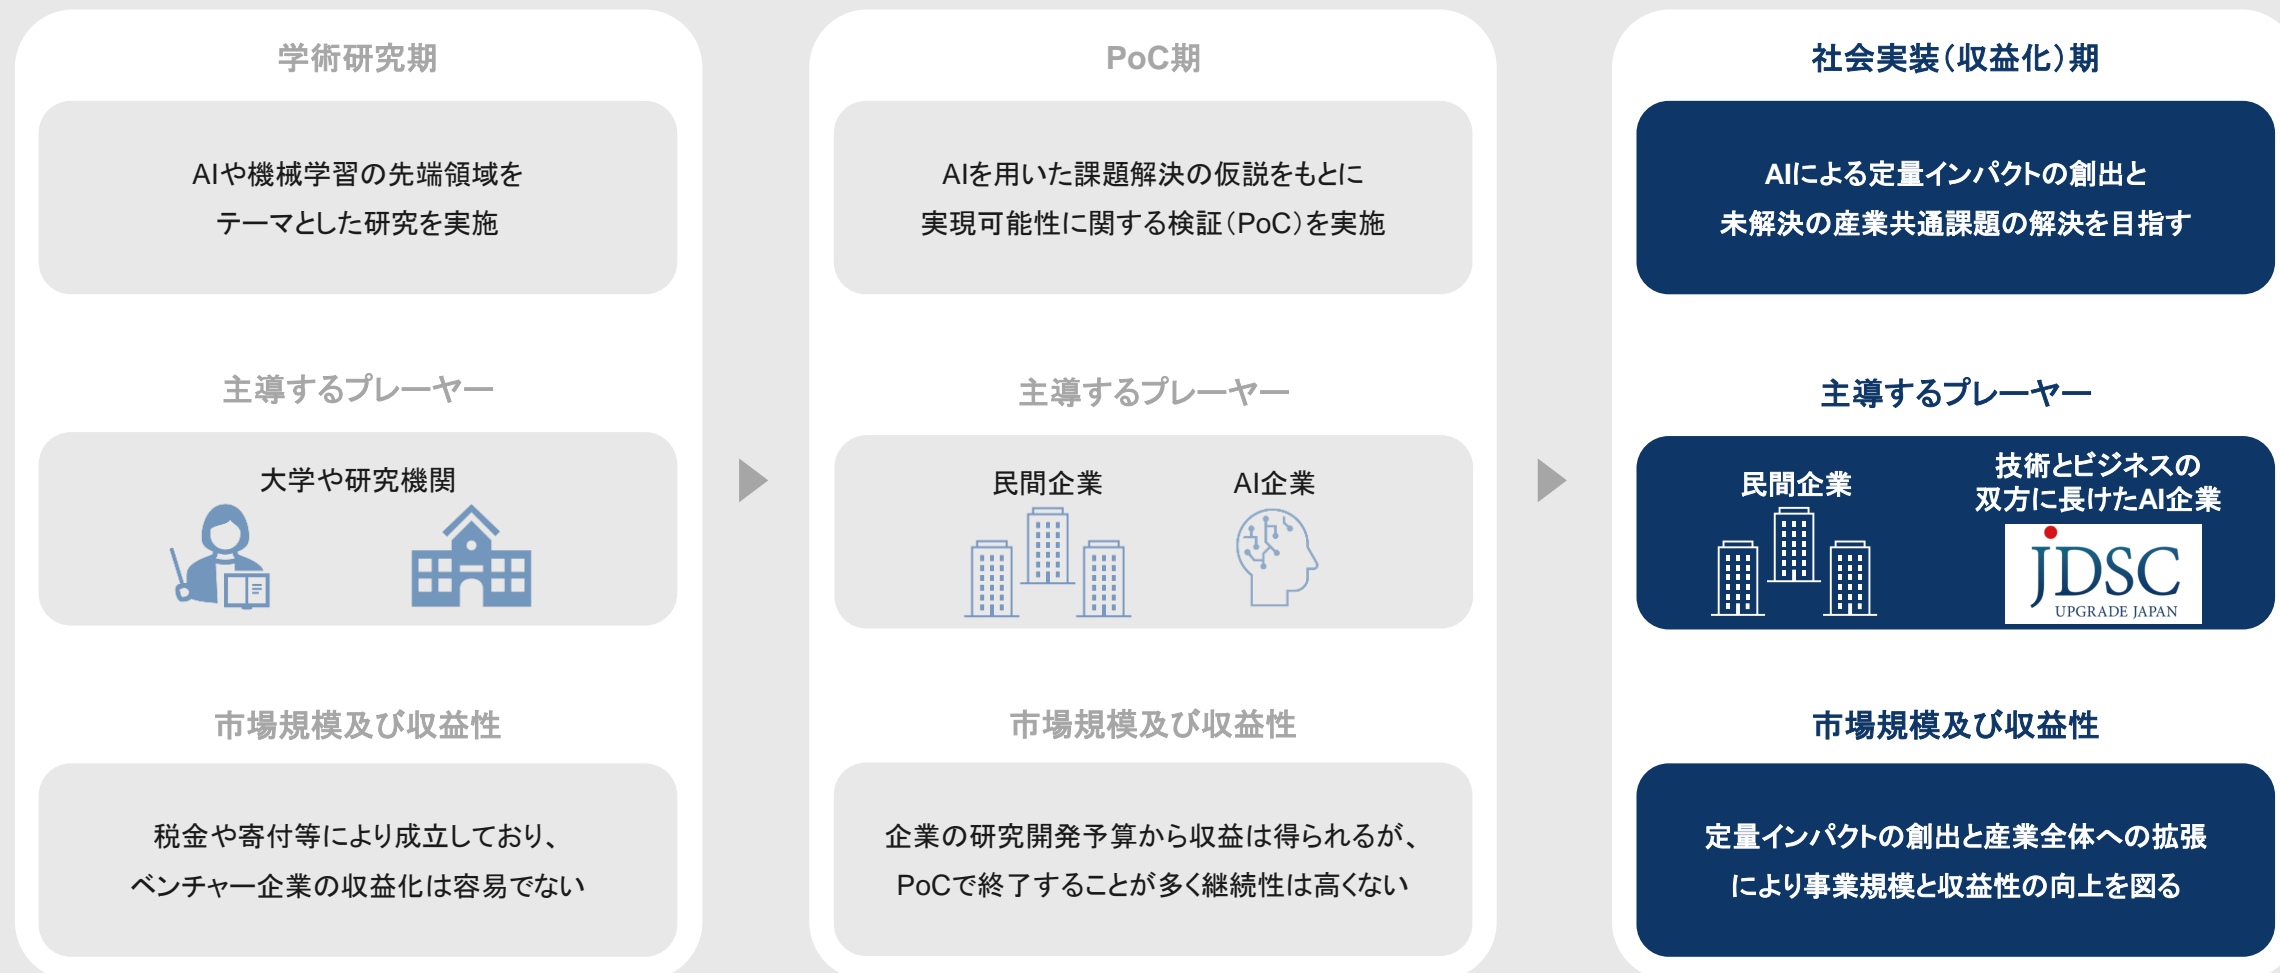 学術研究期
AIや機械学習の先端領域を
テーマとした研究を実施
主導するプレーヤー
大学や研究機関
市場規模及び収益性
税金や寄付等により成立しており、
ベンチャー企業の収益化は容易でない
PoC期
AIを用いた課題解決の仮説をもとに
実現可能性に関する検証（PoC）を実施
主導するプレーヤー
民間企業
AI企業
市場規模及び収益性
企業の研究開発予算から収益は得られるが、
PoCで終了することが多く継続性は高くない
社会実装（収益化）期
AIによる定量インパクトの創出と
未解決の産業共通課題の解決を目指す
主導するプレーヤー
民間企業
技術とビジネスの
双方に長けたAI企業
JDSC
UPGRADE JAPAN
市場規模及び収益性
定量インパクトの創出と産業全体への拡張
により事業規模と収益性の向上を図る